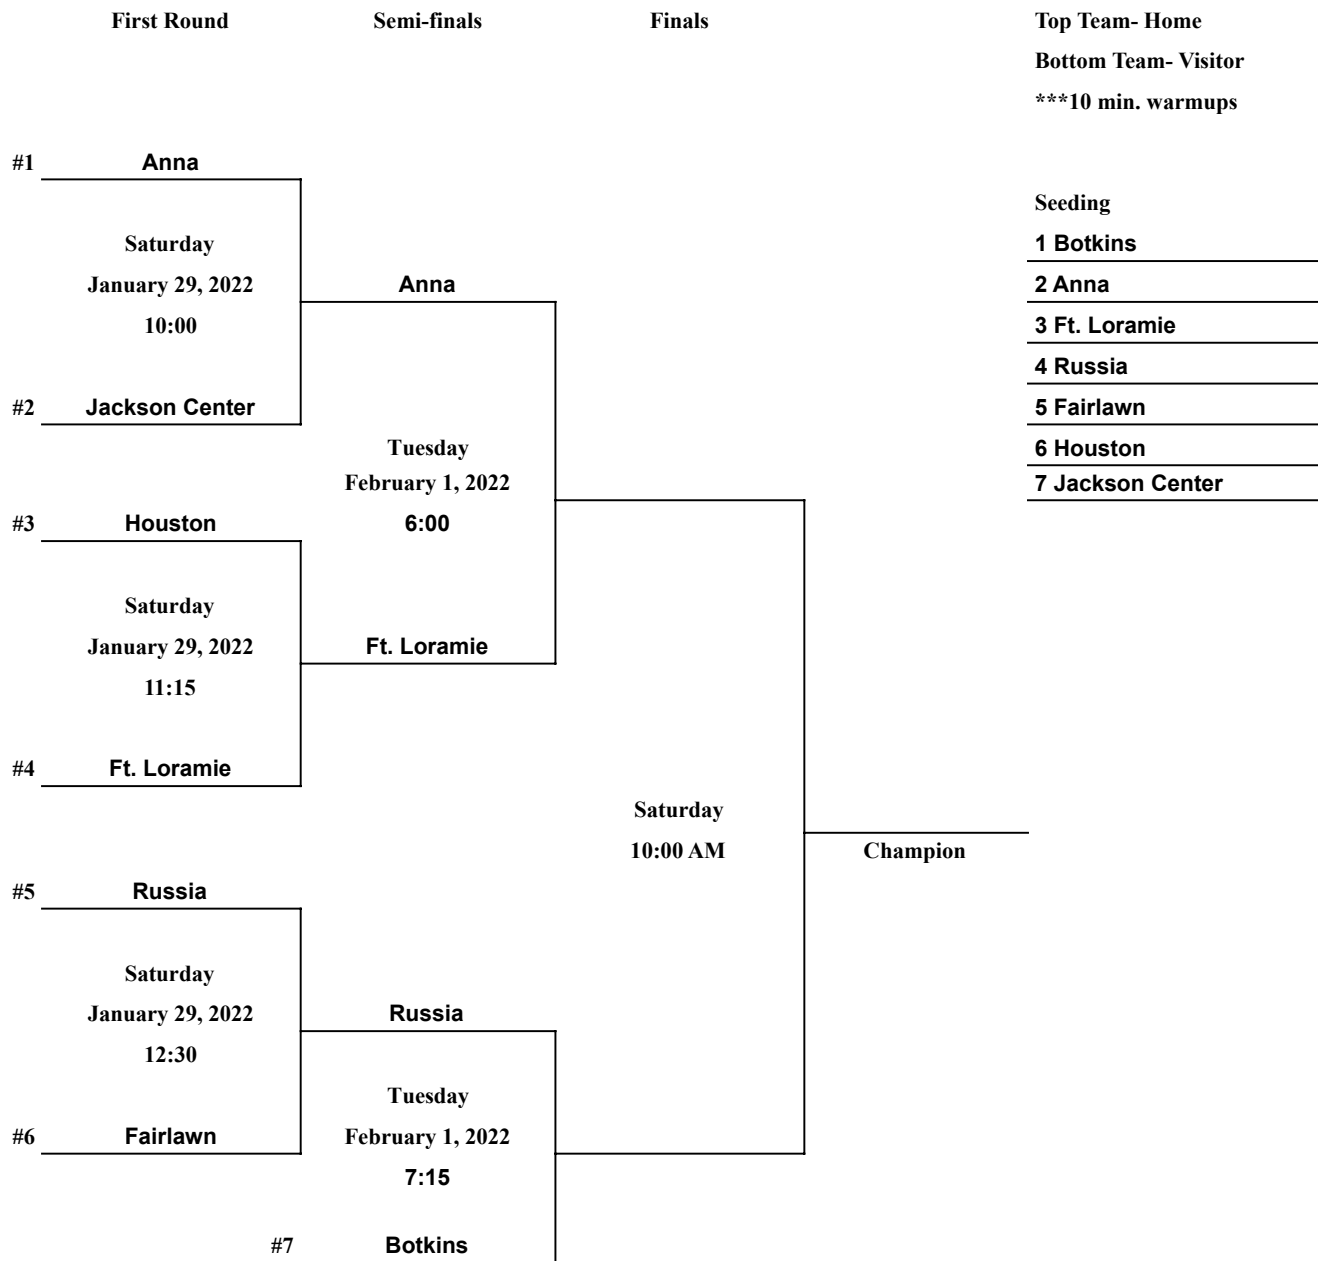 First Round Semi-finals Finals Top Team- Home
Bottom Team- Visitor
***10 min. warmups
#1 Anna
Seeding
Saturday 1 Botkins
January 29, 2022 Anna 2 Anna
10:00 3 Ft. Loramie
4 Russia
#2 Jackson Center 5 Fairlawn
Tuesday 6 Houston
February 1, 2022 7 Jackson Center
#3 Houston 6:00
Saturday
January 29, 2022 Ft. Loramie
11:15
#4 Ft. Loramie
Saturday
10:00 AM Champion
#5 Russia
Saturday
January 29, 2022 Russia
12:30
Tuesday
#6 Fairlawn February 1, 2022
7:15
#7 Botkins